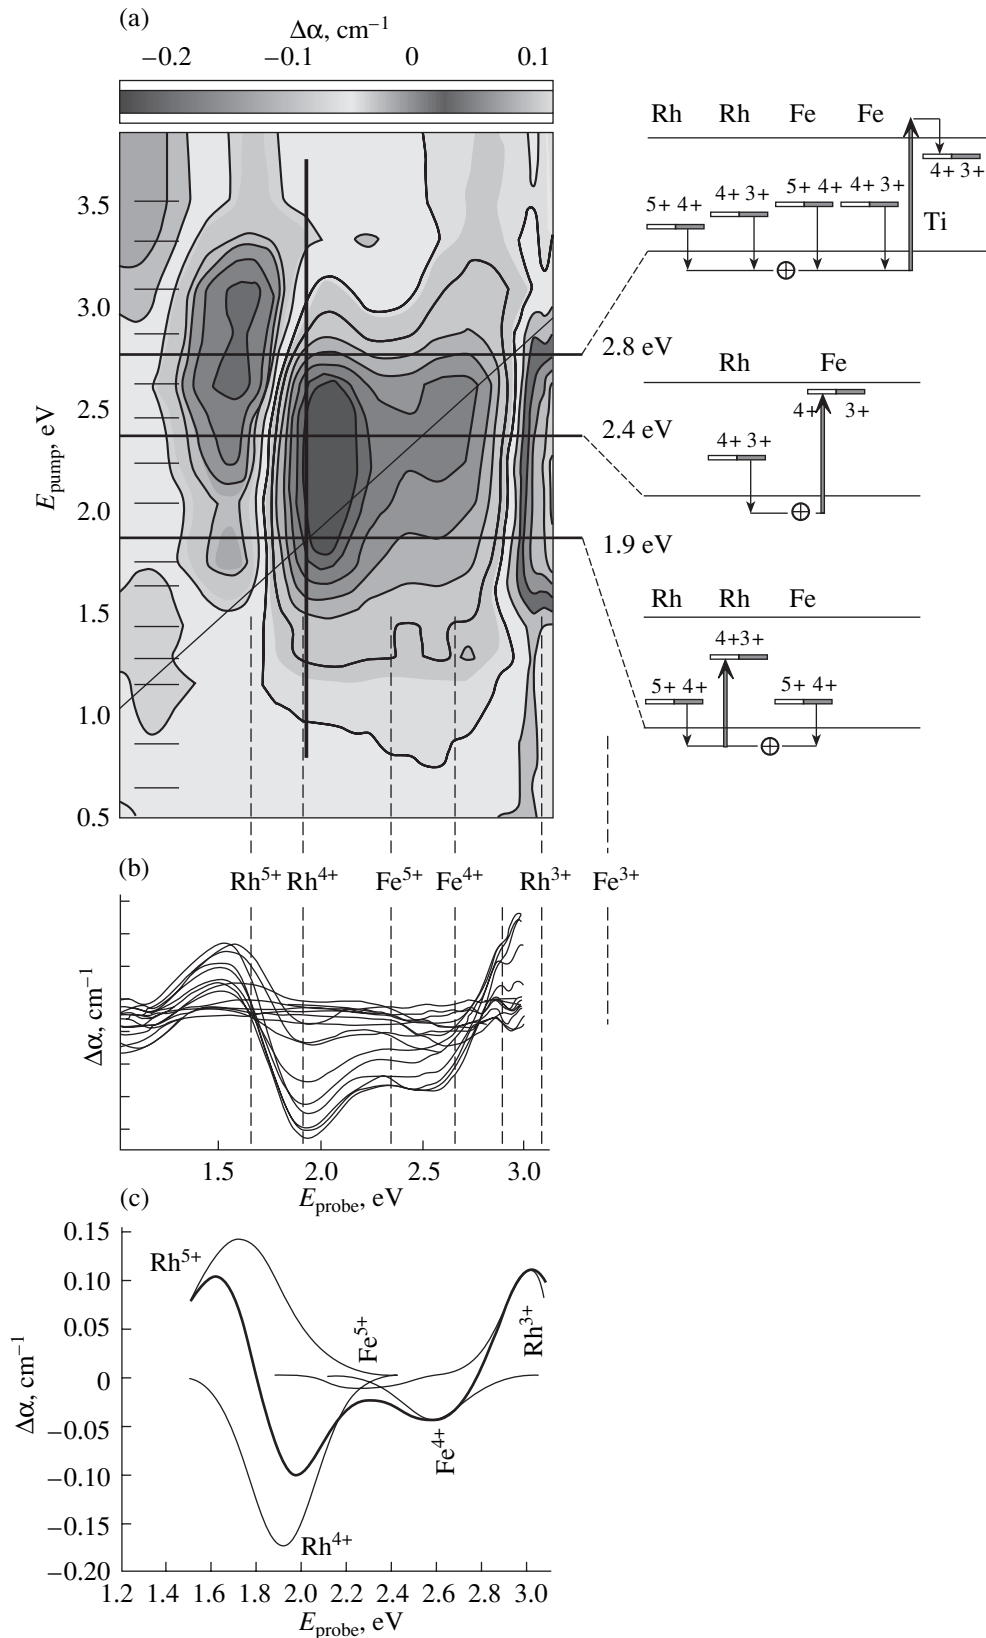 (a)
Δα, cm⁻¹
−0.2 −0.1 0 0.1
E_pump, eV
3.5
3.0
2.5
2.0
1.5
1.0
0.5
Rh Rh Fe Fe
5+ 4+ 4+ 3+ 5+ 4+ 4+ 3+ 4+ 3+
Ti
2.8 eV
Rh Fe
4+ 3+ 4+ 3+
2.4 eV
1.9 eV
Rh Rh Fe
5+ 4+ 4+3+ 5+ 4+
(b)
Rh⁵⁺ Rh⁴⁺ Fe⁵⁺ Fe⁴⁺ Rh³⁺ Fe³⁺
Δα, cm⁻¹
1.5 2.0 2.5 3.0
E_probe, eV
(c)
Δα, cm⁻¹
0.15
0.10
0.05
0
−0.05
−0.10
−0.15
−0.20
Rh⁵⁺
Fe⁵⁺
Rh³⁺
Fe⁴⁺
Rh⁴⁺
1.2 1.6 1.8 2.0 2.2 2.4 2.6 2.8 3.0
E_probe, eV